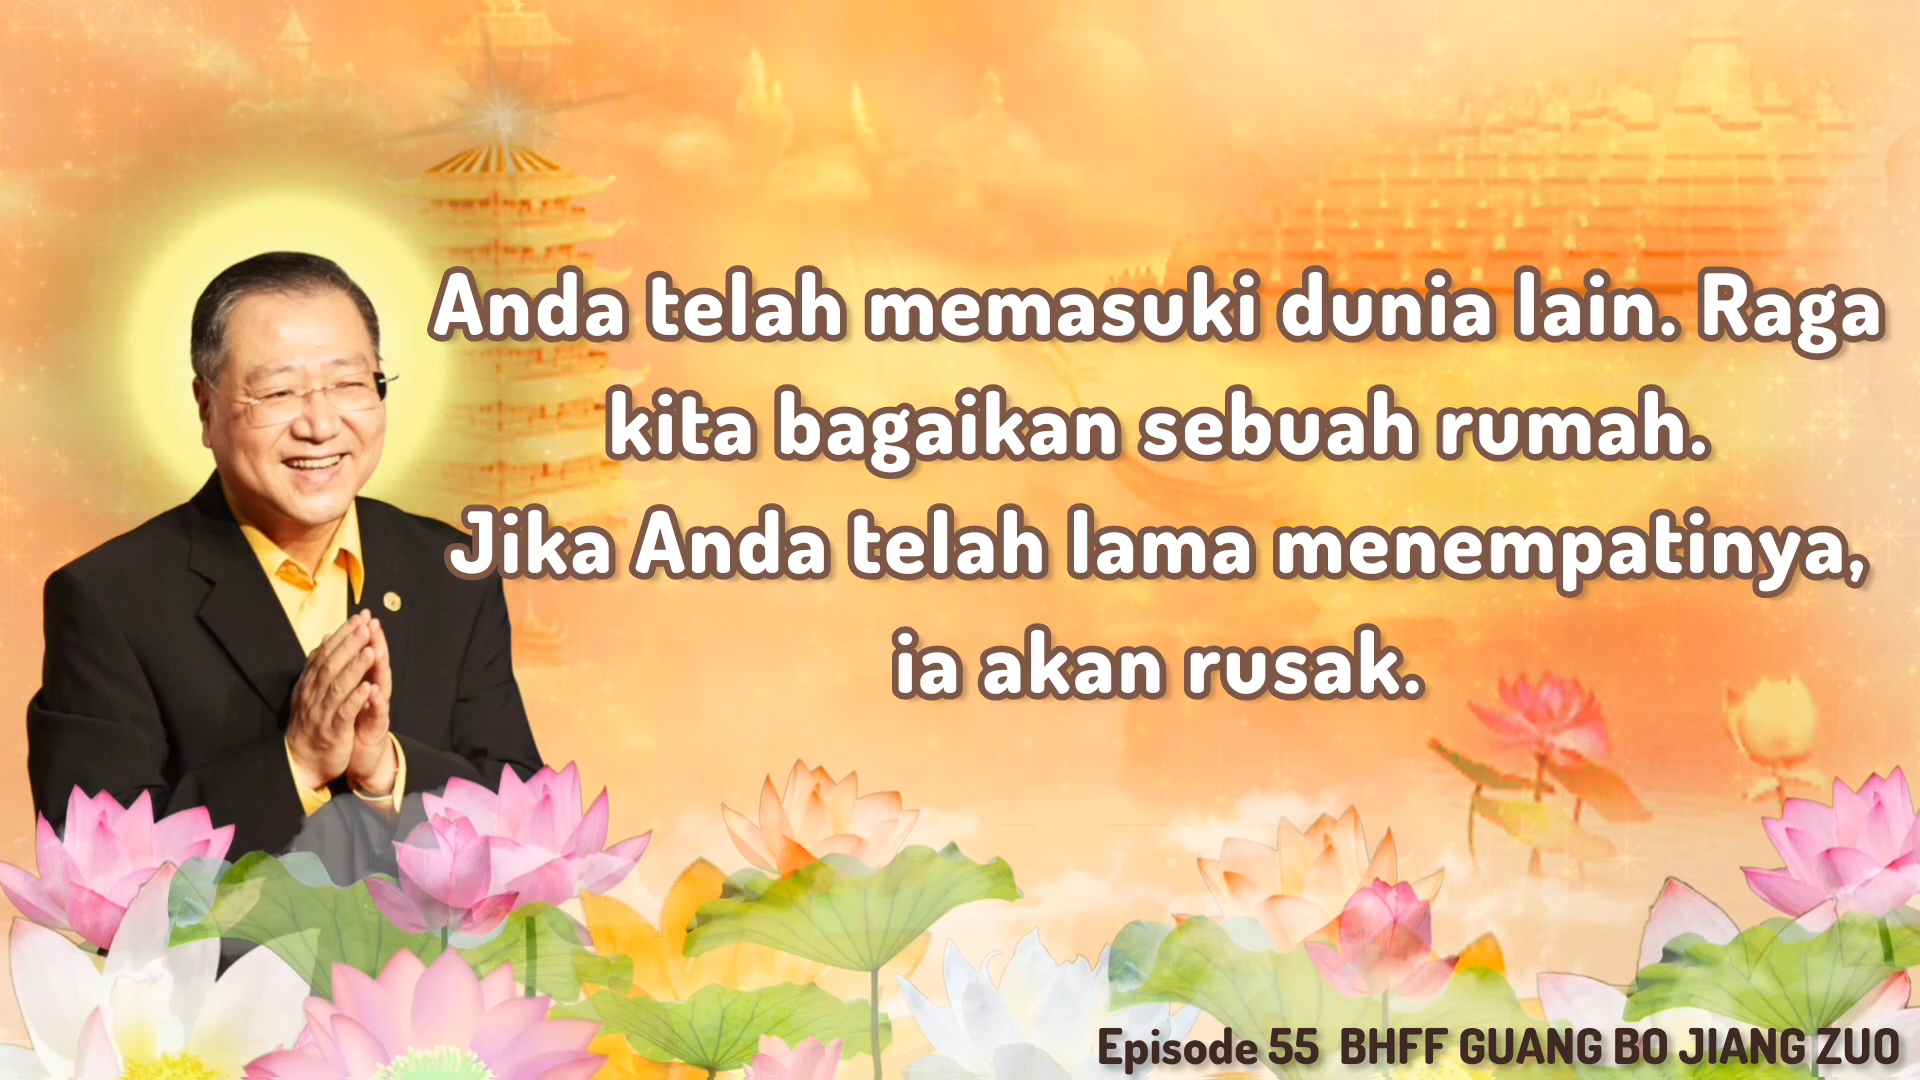 Anda telah memasuki dunia lain. Raga
kita bagaikan sebuah rumah.
Jika Anda telah lama menempatinya,
ia akan rusak.
Episode 55 BHFF GUANG BO JIANG ZUO